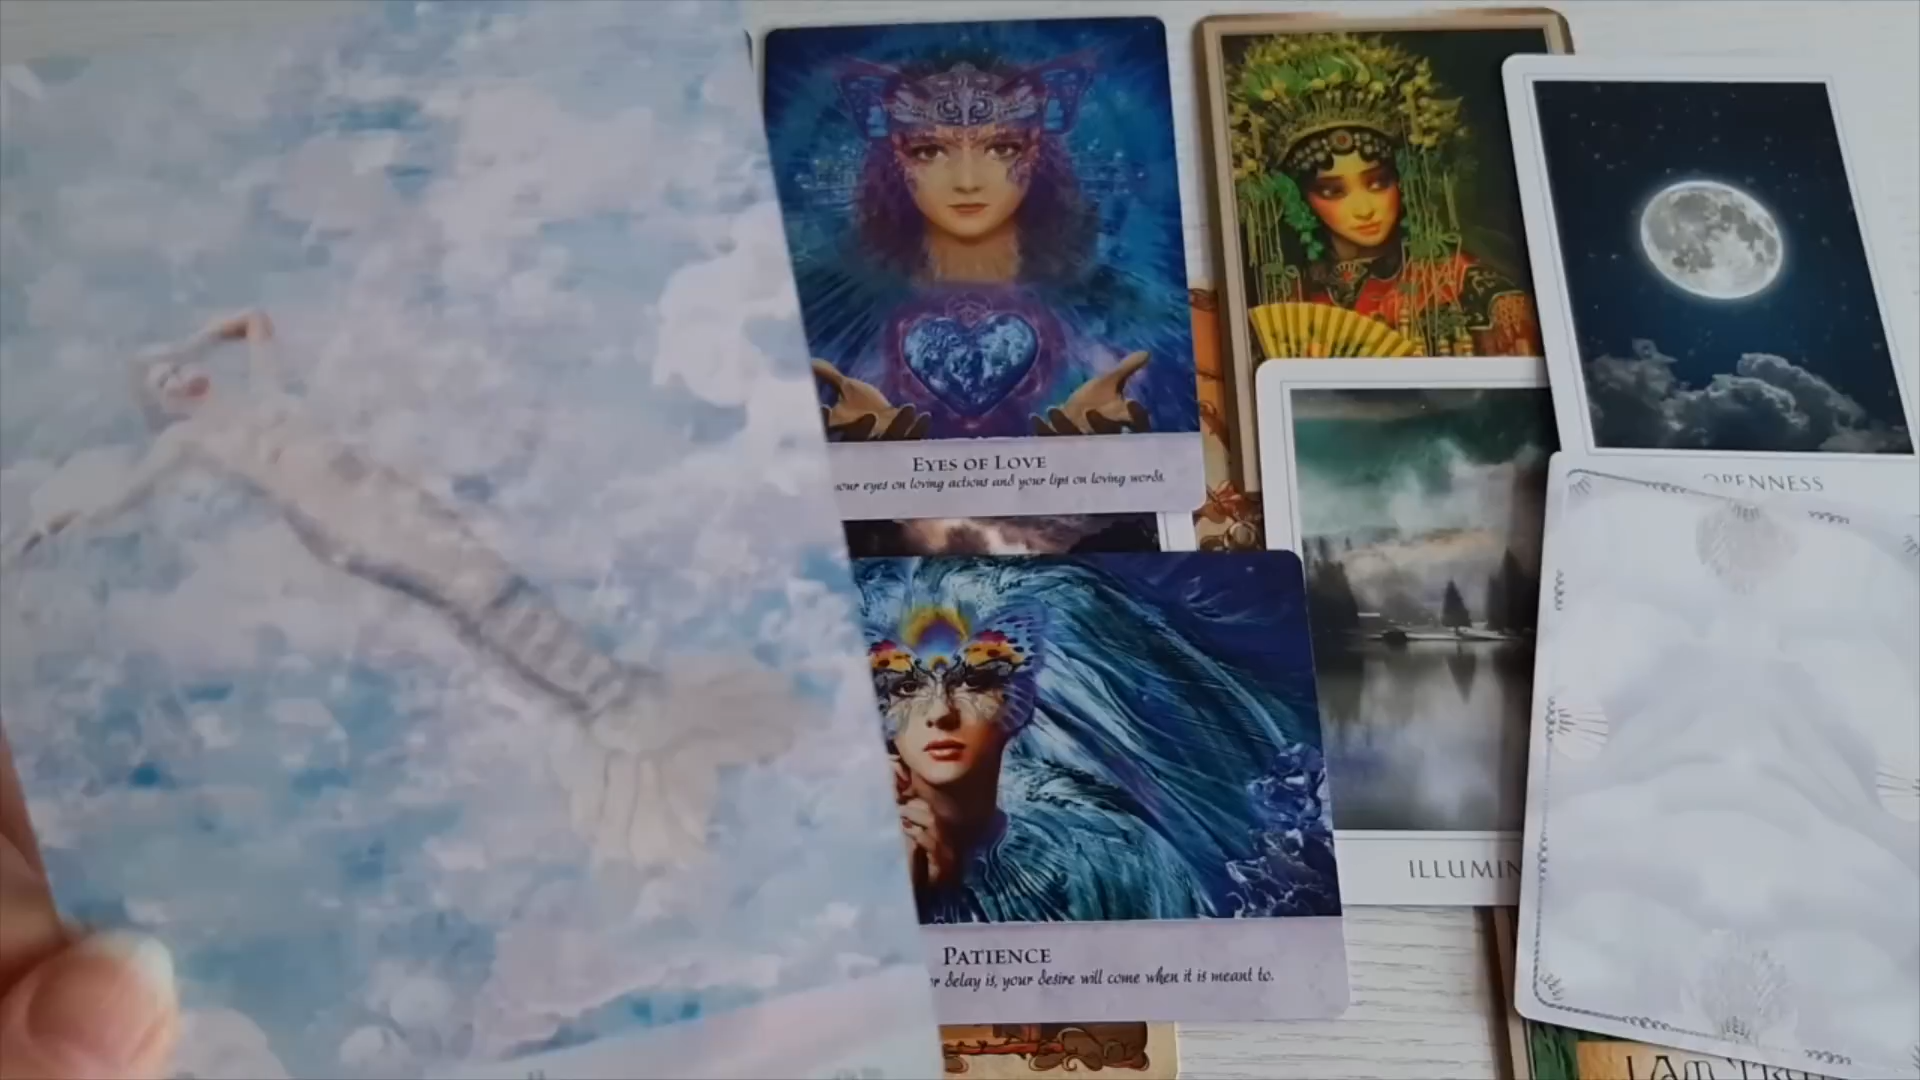 EYES OF LOVE
your eyes on loving actions and your lips on loving words.
OPENNESS
ILLUMIN
PATIENCE
delay is, your desire will come when it is meant to.
I AM